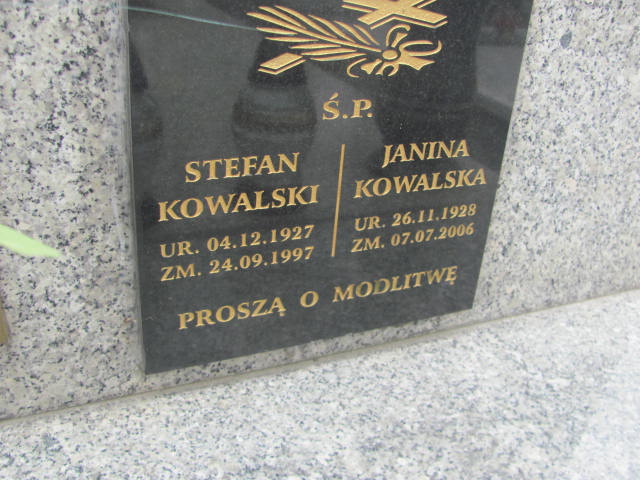 Ś.P.
STEFAN
KOWALSKI
UR. 04.12.1927
ZM. 24.09.1997
JANINA
KOWALSKA
UR. 26.11.1928
ZM. 07.07.2006
PROSZĄ O MODLITWĘ